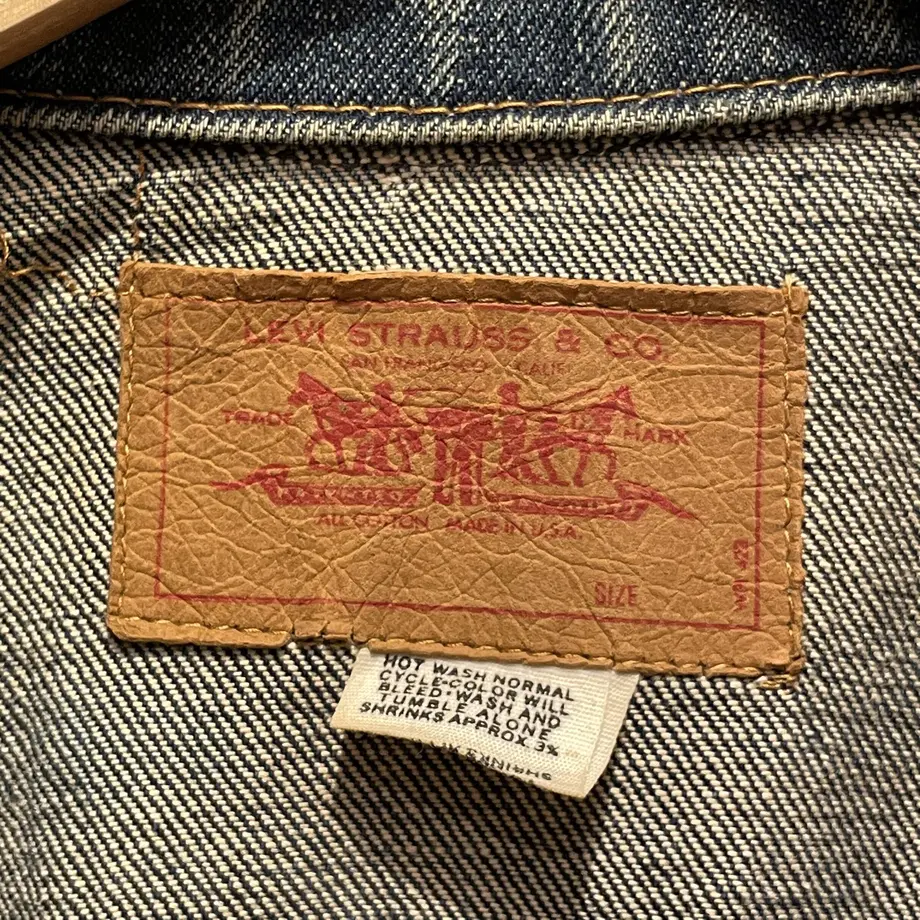 LEVI STRAUSS & CO.
SAN FRANCISCO CALIF.
TRADE MARK
ALL COTTON MADE IN U.S.A.
SIZE
HOT WASH NORMAL
CYCLE-COLOR WILL
BLEED•WASH AND
TUMBLE ALONE
SHRINKS APPROX 3%